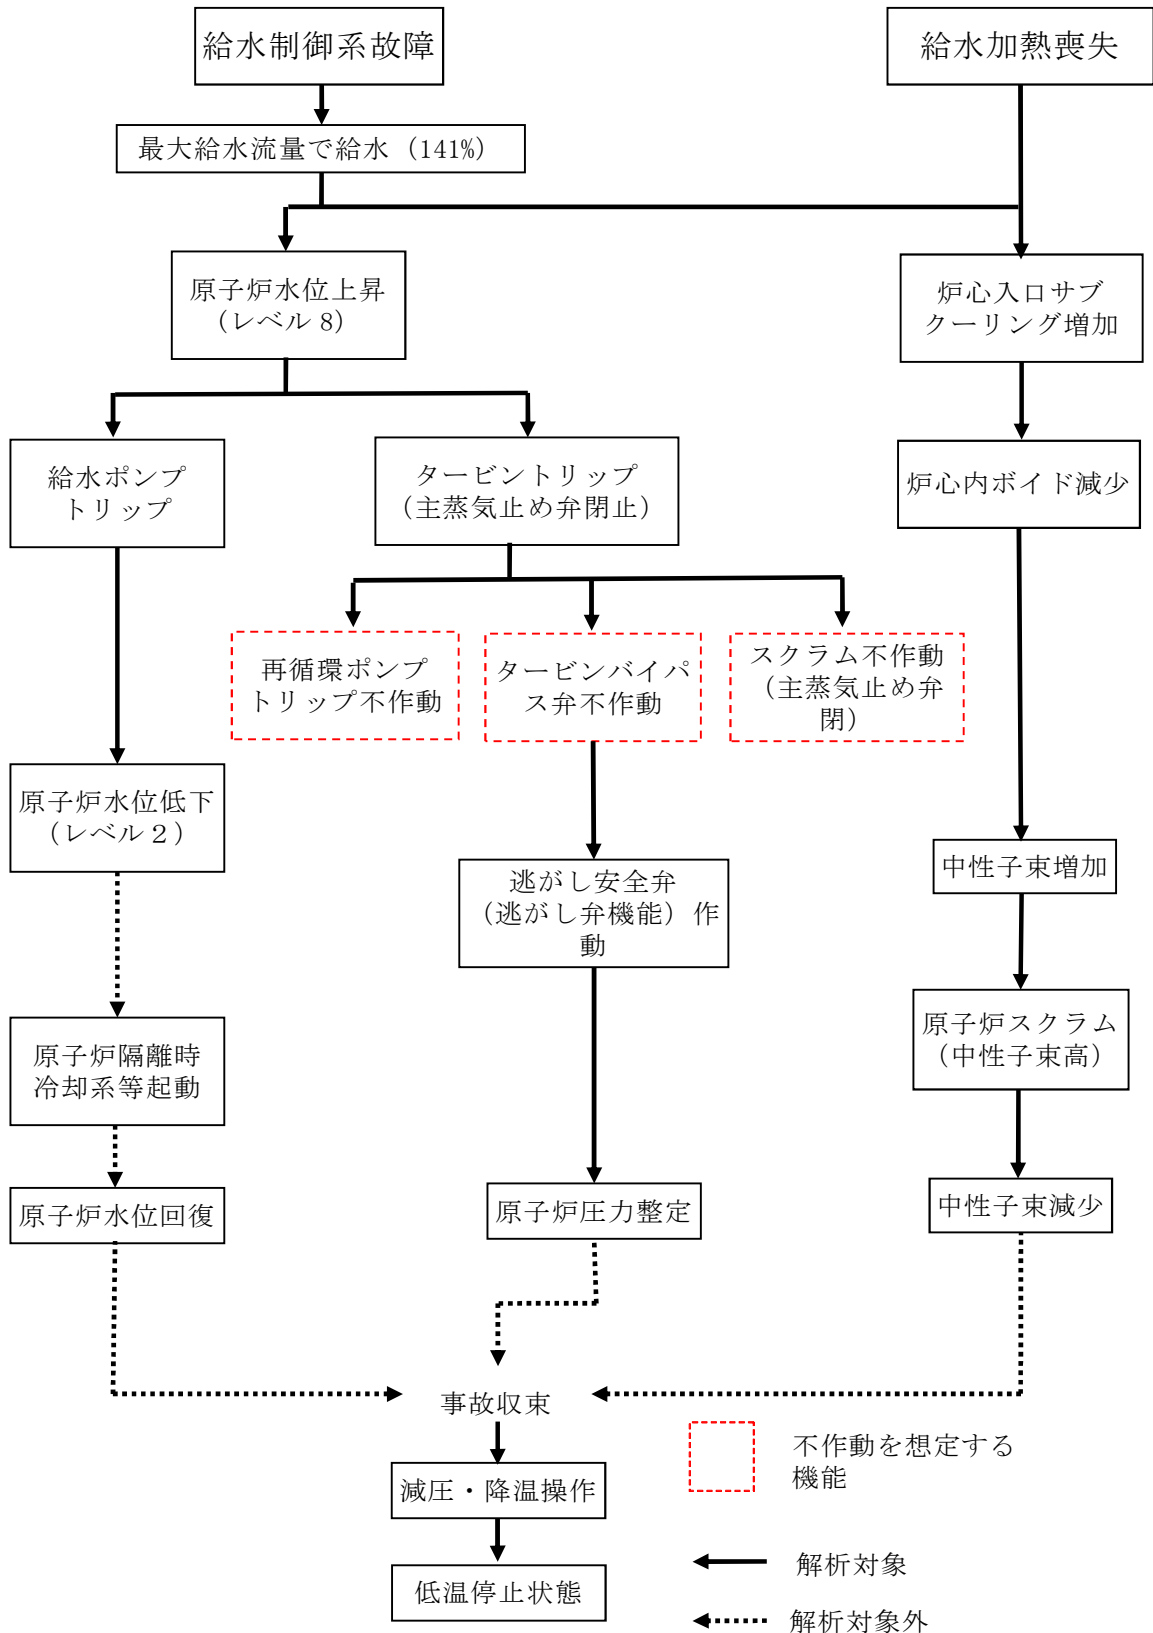 給水制御系故障
給水加熱喪失
最大給水流量で給水（141%）
原子炉水位上昇
（レベル 8）
炉心入口サブ
クーリング増加
給水ポンプ
トリップ
タービントリップ
（主蒸気止め弁閉止）
炉心内ボイド減少
再循環ポンプ
トリップ不作動
タービンバイパ
ス弁不作動
スクラム不作動
（主蒸気止め弁
閉）
原子炉水位低下
（レベル２）
中性子束増加
逃がし安全弁
（逃がし弁機能）作
動
原子炉隔離時
冷却系等起動
原子炉スクラム
（中性子束高）
原子炉水位回復
原子炉圧力整定
中性子束減少
事故収束
不作動を想定する
機能
減圧・降温操作
解析対象
低温停止状態
解析対象外